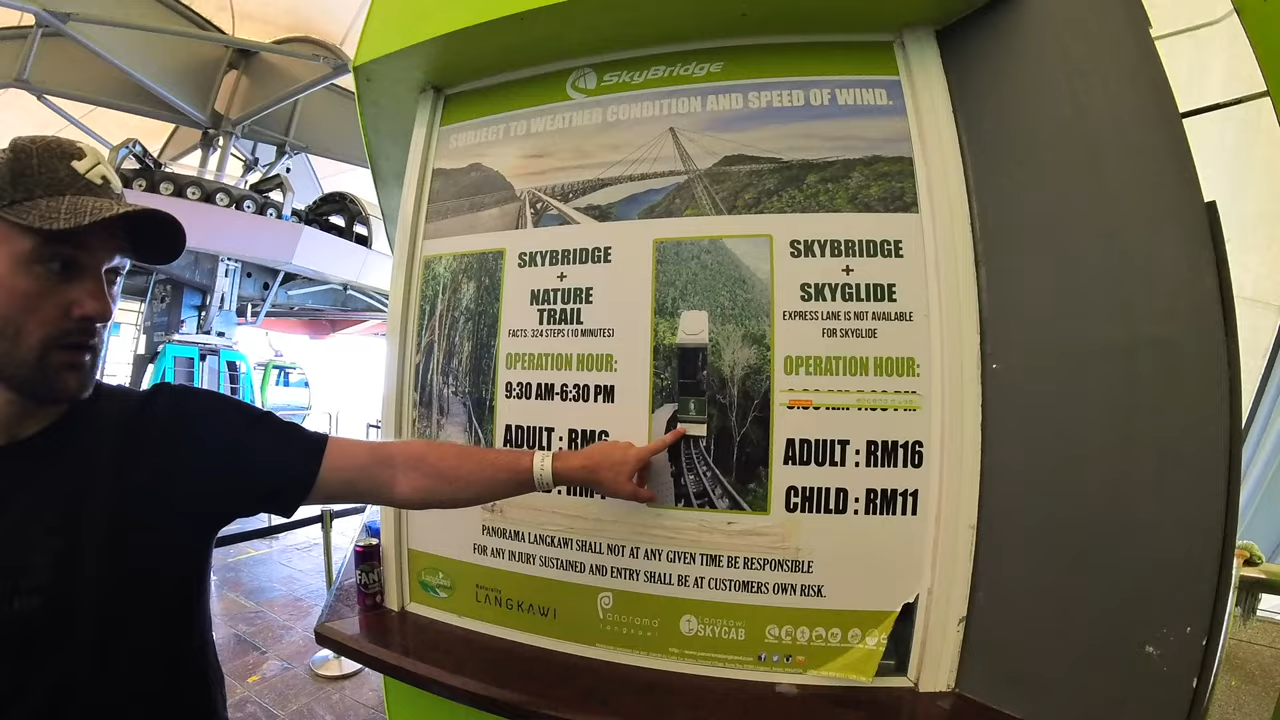 SKYBRIDGE
SUBJECT TO WEATHER CONDITION AND SPEED OF WIND.
SKYBRIDGE
+
NATURE
TRAIL
FACTS: 324 STEPS (10 MINUTES)
OPERATION HOUR:
9:30 AM-6:30 PM
ADULT : RM6
SKYBRIDGE
+
SKYGLIDE
EXPRESS LANE IS NOT AVAILABLE
FOR SKYGLIDE
OPERATION HOUR:
ADULT : RM16
CHILD : RM11
PANORAMA LANGKAWI SHALL NOT AT ANY GIVEN TIME BE RESPONSIBLE
FOR ANY INJURY SUSTAINED AND ENTRY SHALL BE AT CUSTOMERS OWN RISK.
Naturally
LANGKAWI
Panorama
Langkawi
Langkawi
SKYCAB
FANT